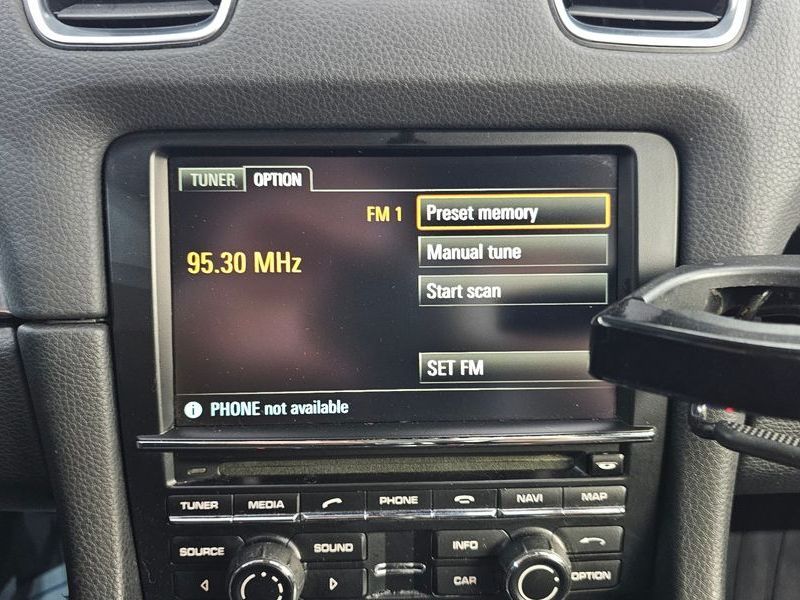 TUNER OPTION
FM 1 Preset memory
95.30 MHz
Manual tune
Start scan
SET FM
PHONE not available
TUNER MEDIA PHONE NAVI MAP
SOURCE SOUND INFO
CAR OPTION